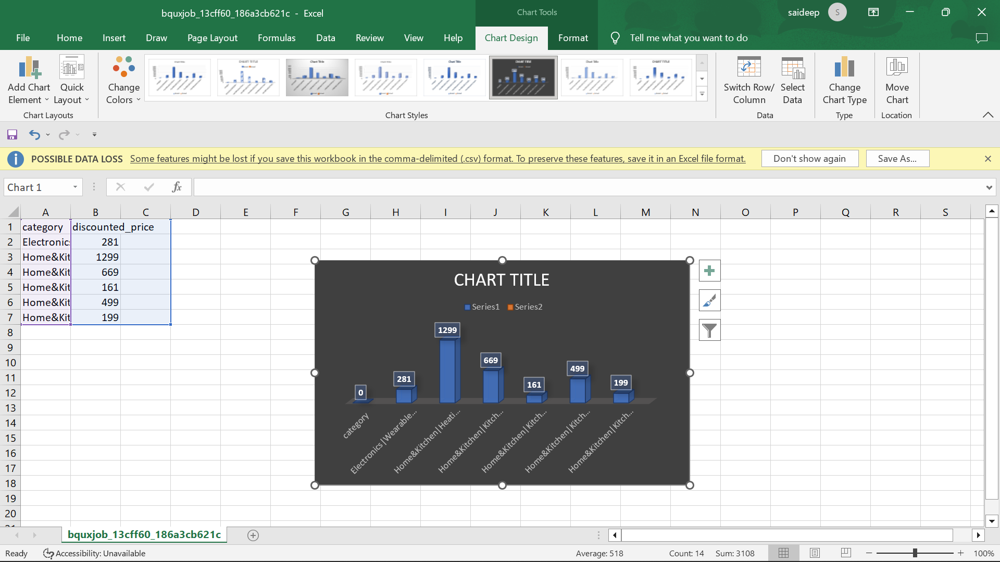 bquxjob_13cff60_186a3cb621c - Excel
Chart Tools
saideep
S
File Home Insert Draw Page Layout Formulas Data Review View Help Chart Design Format Tell me what you want to do
Add Chart Element
Quick Layout
Chart Layouts
Change Colors
Chart Styles
Switch Row/ Column
Select Data
Data
Change Chart Type
Type
Move Chart
Location
POSSIBLE DATA LOSS Some features might be lost if you save this workbook in the comma-delimited (.csv) format. To preserve these features, save it in an Excel file format. Don't show again Save As...
Chart 1
fx
A B C D E F G H I J K L M N O P Q R S
1 category discounted_price
2 Electronic 281
3 Home&Kit 1299
4 Home&Kit 669
5 Home&Kit 161
6 Home&Kit 499
7 Home&Kit 199
8
9
10
11
12
13
14
15
16
17
18
19
20
CHART TITLE
Series1 Series2
0
281
1299
669
161
499
199
category
Electronics|Wearable...
Home&Kitchen|Heati...
Home&Kitchen|Kitch...
Home&Kitchen|Kitch...
Home&Kitchen|Kitch...
Home&Kitchen|Kitch...
bquxjob_13cff60_186a3cb621c
Ready Accessibility: Unavailable Average: 518 Count: 14 Sum: 3108 100%